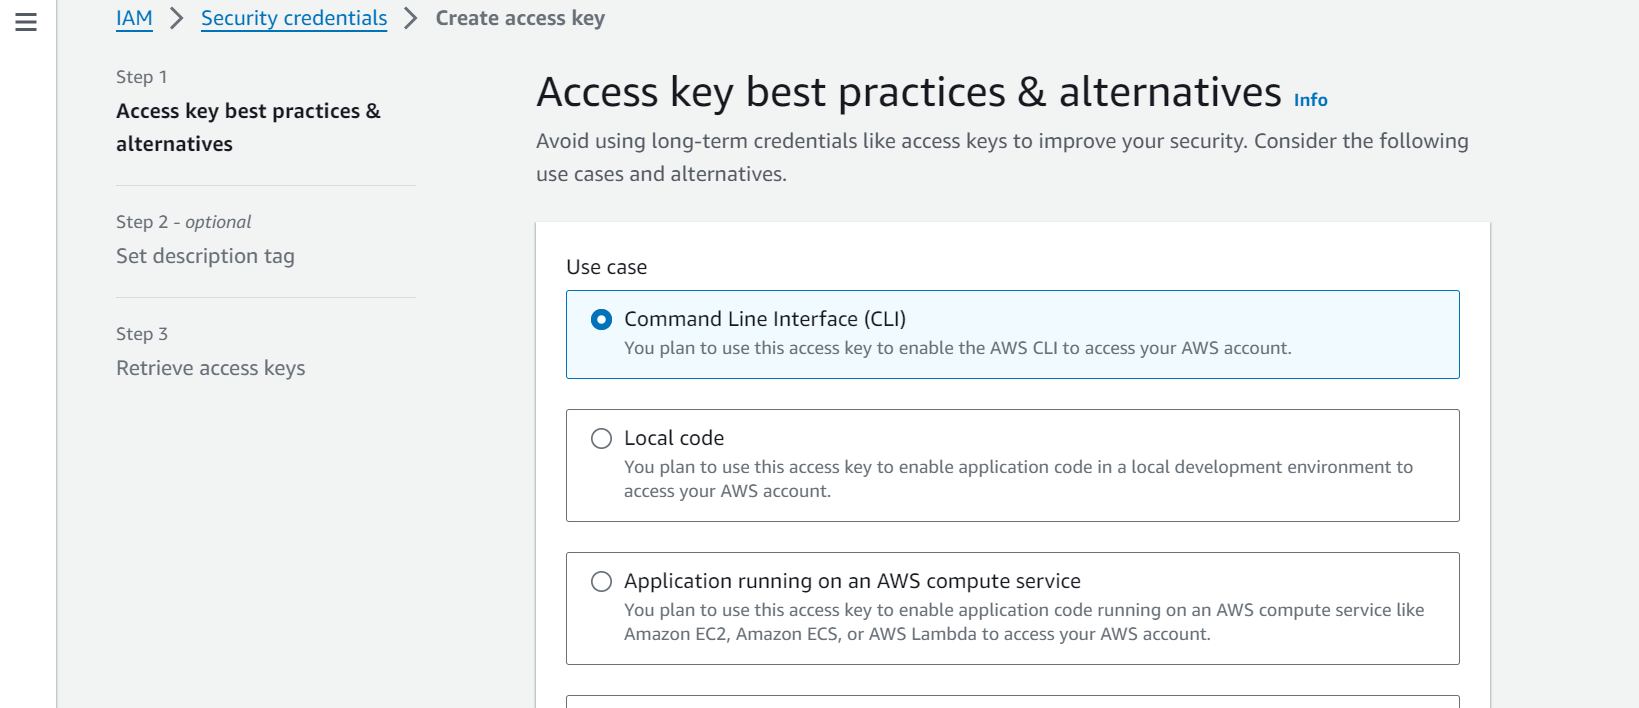 IAM > Security credentials > Create access key
Step 1
Access key best practices &
alternatives
Step 2 - optional
Set description tag
Step 3
Retrieve access keys
Access key best practices & alternatives Info
Avoid using long-term credentials like access keys to improve your security. Consider the following
use cases and alternatives.
Use case
Command Line Interface (CLI)
You plan to use this access key to enable the AWS CLI to access your AWS account.
Local code
You plan to use this access key to enable application code in a local development environment to
access your AWS account.
Application running on an AWS compute service
You plan to use this access key to enable application code running on an AWS compute service like
Amazon EC2, Amazon ECS, or AWS Lambda to access your AWS account.